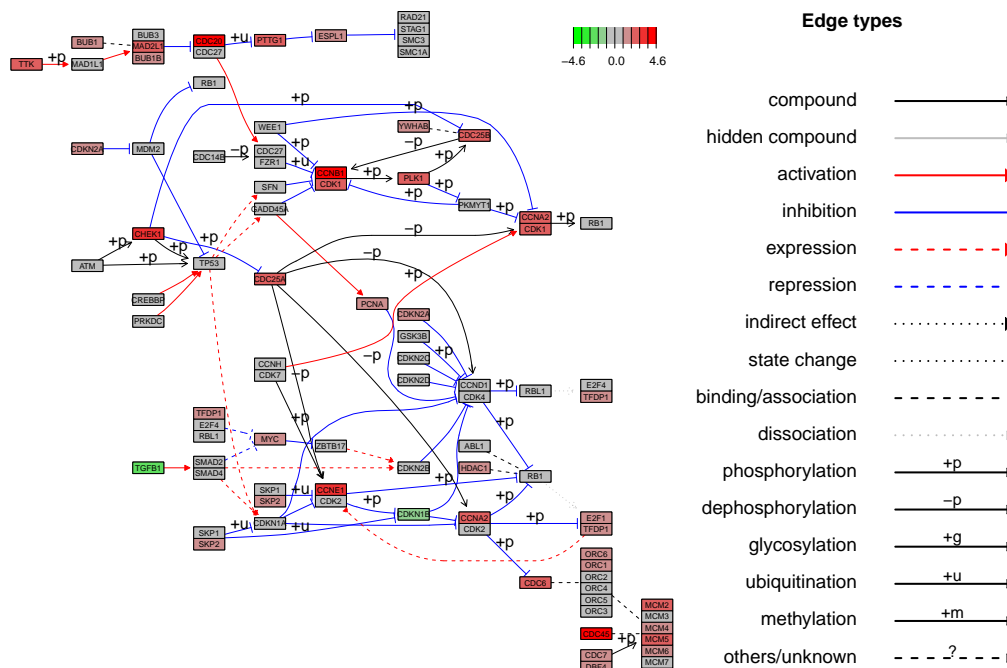 RAD21
STAG1
SMC3
SMC1A
Edge types
BUB3
BUB1
MAD2L1
BUB1B
+p
TTK
MAD1L1
CDC20
CDC27
+u
PTTG1
ESPL1
−4.6
0.0
4.6
RB1
compound
+p
hidden compound
WEE1
+p
YWHAB
CDC25B
CDKN2A
MDM2
CDC14B
−p
CDC27
FZR1
+u
−p
activation
CCNB1
CDK1
+p
PLK1
+p
SFN
+p
inhibition
GADD45A
PKMYT1
+p
CCNA2
CDK1
+p
RB1
CHEK1
+p
+p
+p
−p
expression
ATM
+p
TP53
−p
CDC25A
+p
repression
CREBBP
PCNA
PRKDC
CDKN2A
indirect effect
GSK3B
+p
−p
state change
CCNH
CDK7
CDKN2C
−p
CDKN2D
CCND1
CDK4
+p
RBL1
E2F4
TFDP1
binding/association
TFDP1
E2F4
RBL1
+p
MYC
ZBTB17
ABL1
+p
dissociation
TGFB1
SMAD2
SMAD4
CDKN2B
HDAC1
RB1
phosphorylation
+p
SKP1
SKP2
+u
CCNE1
CDK2
+p
+p
dephosphorylation
−p
CDKN1A
CDKN1B
+p
CCNA2
CDK2
+p
E2F1
TFDP1
SKP1
SKP2
+u
+u
glycosylation
+g
+p
ORC6
ORC1
ORC2
ORC4
ORC5
ORC3
CDC6
ubiquitination
+u
MCM2
MCM3
MCM4
MCM5
MCM6
MCM7
methylation
+m
CDC45
+p
CDC7
DBF4
others/unknown
?